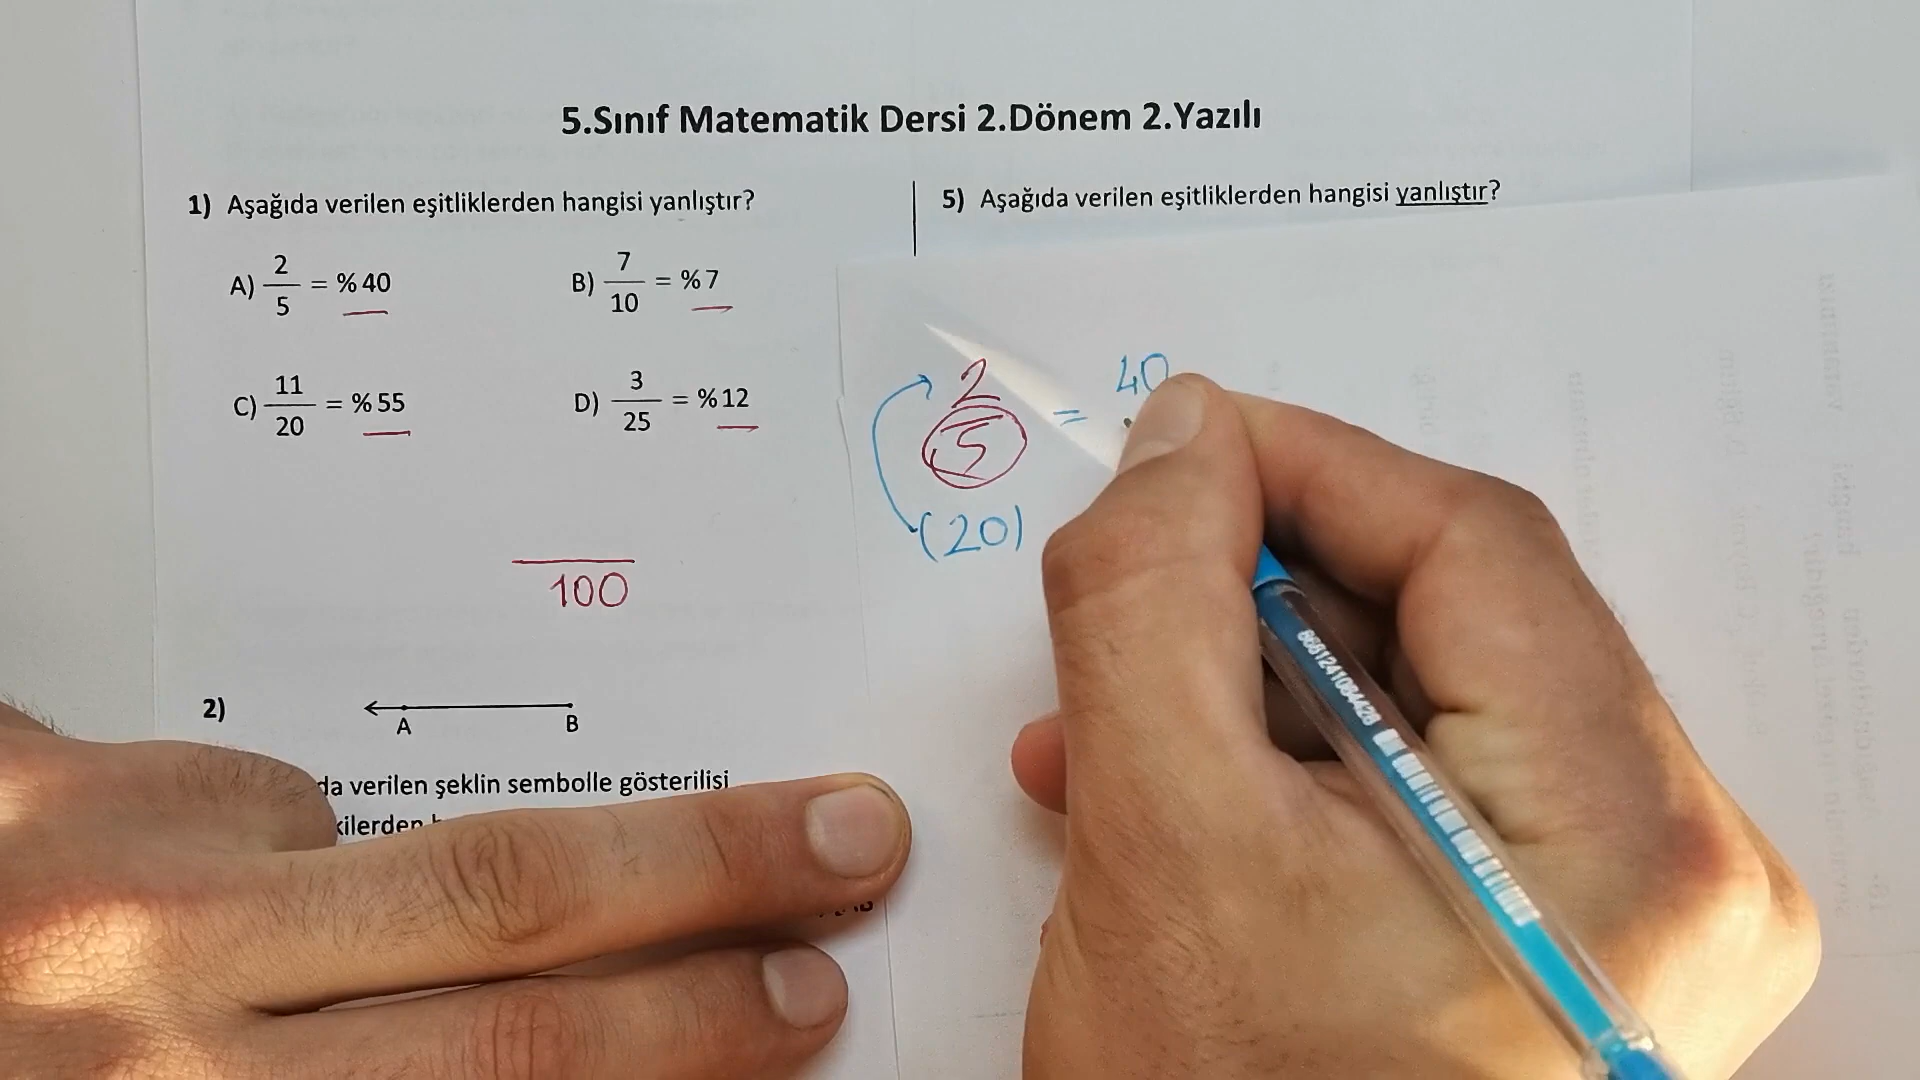 5.Sınıf Matematik Dersi 2.Dönem 2.Yazılı
1) Aşağıda verilen eşitliklerden hangisi yanlıştır?
A) 2/5 = %40
B) 7/10 = %7
C) 11/20 = %55
D) 3/25 = %12
100
2)
A B
da verilen şeklin sembolle gösterilişi
kilerden
5) Aşağıda verilen eşitliklerden hangisi yanlıştır?
2/5 = 40
(20)
8681241084428